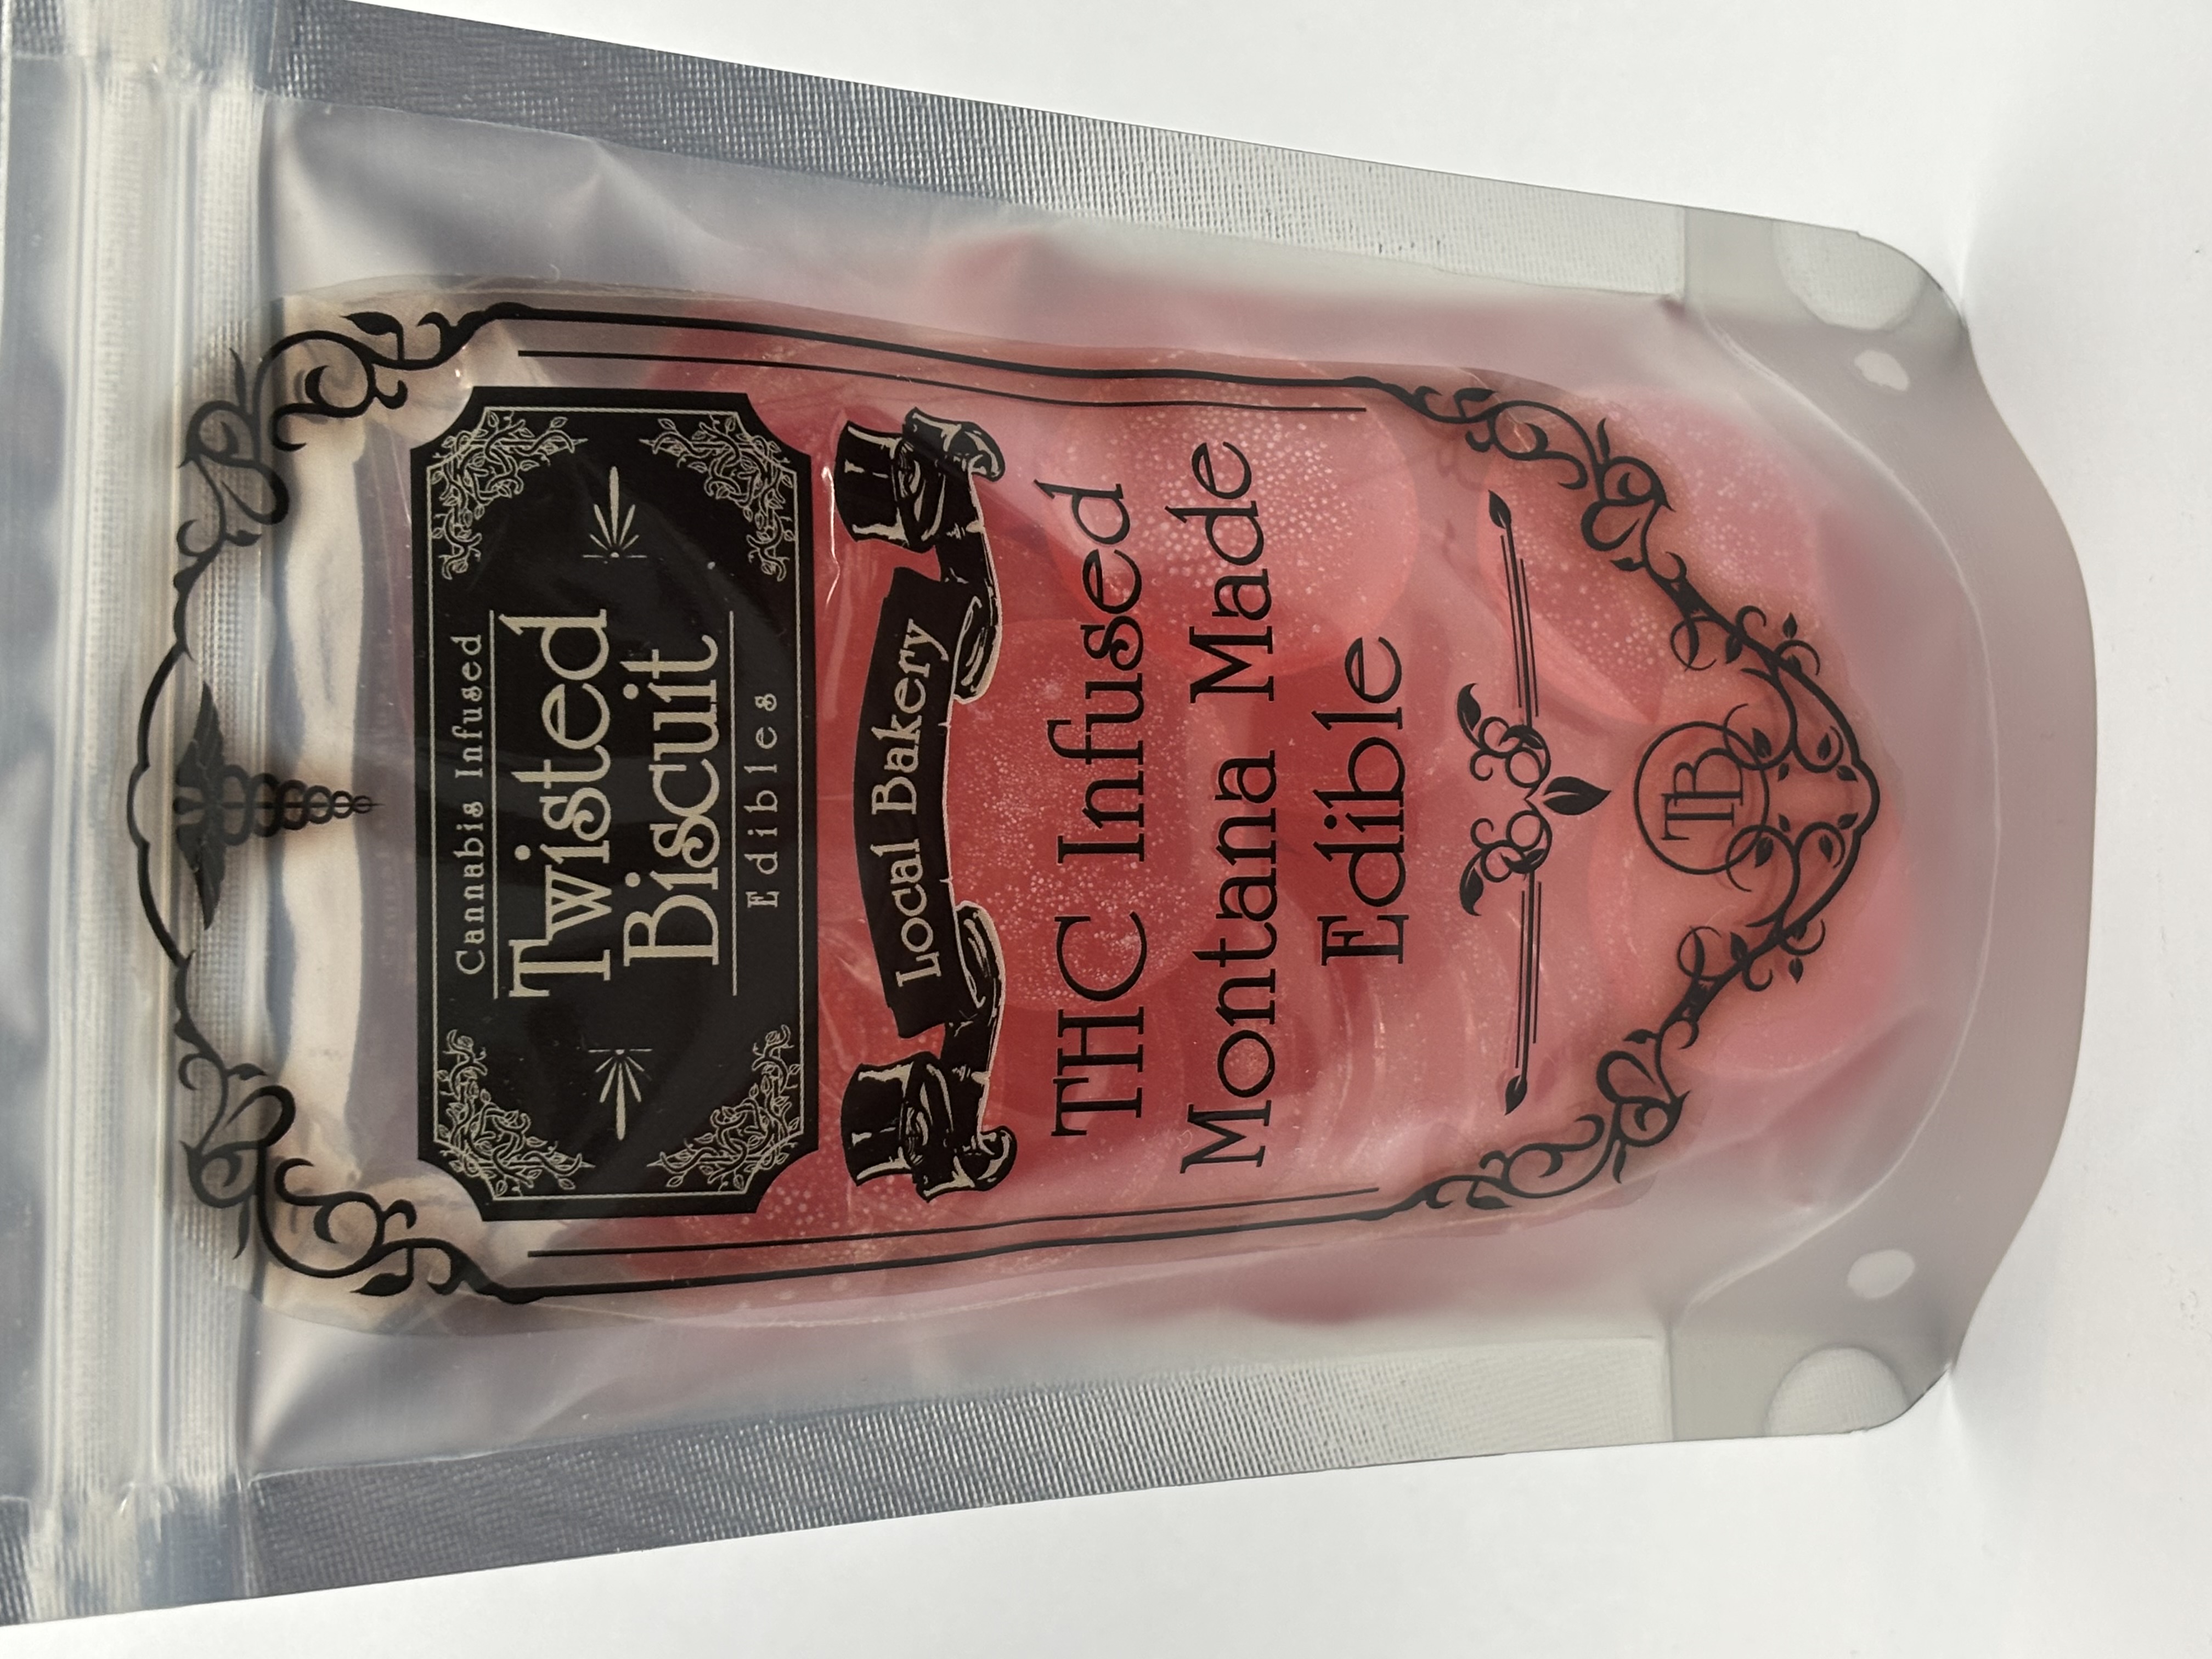 Cannabis Infused
Twisted
Biscuit
Edibles
Local Bakery
THC Infused
Montana Made
Edible
TB